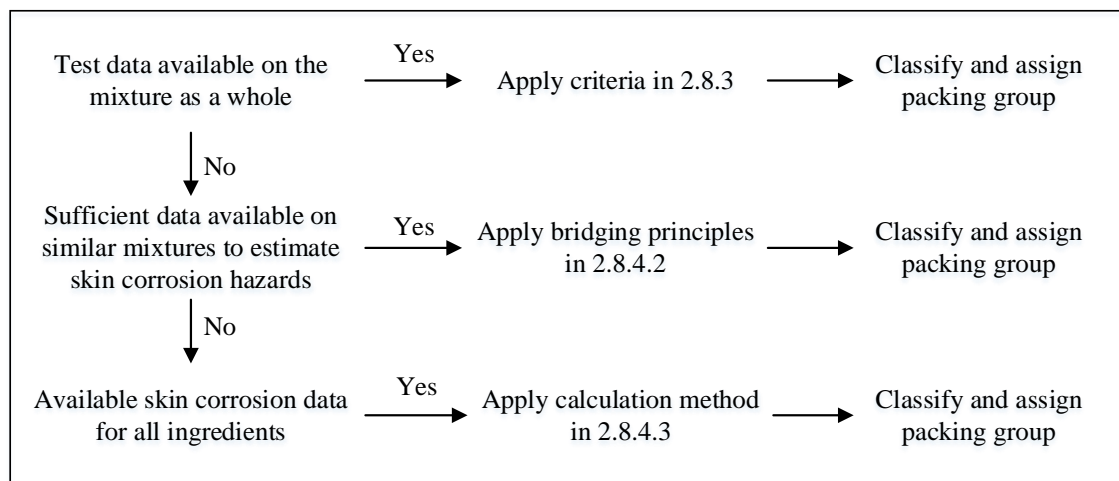 Test data available on the
mixture as a whole
Yes
Apply criteria in 2.8.3
Classify and assign
packing group
No
Sufficient data available on
similar mixtures to estimate
skin corrosion hazards
Yes
Apply bridging principles
in 2.8.4.2
Classify and assign
packing group
No
Available skin corrosion data
for all ingredients
Yes
Apply calculation method
in 2.8.4.3
Classify and assign
packing group